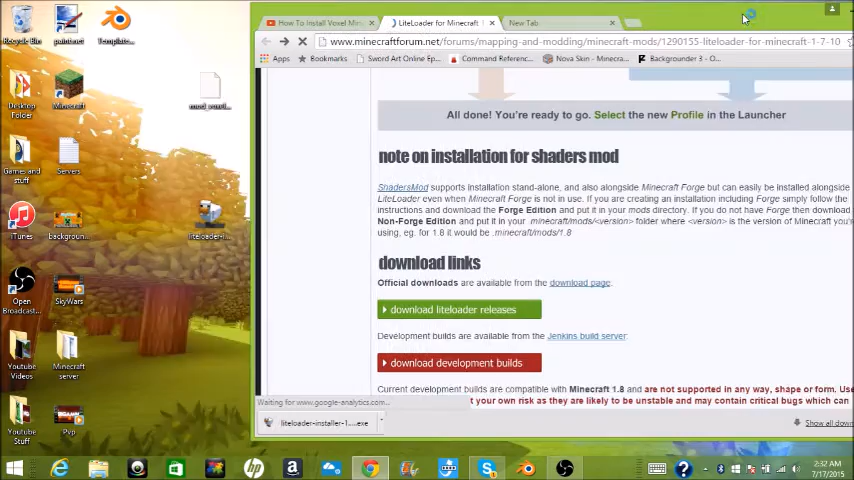 Recycle Bin
paint.net
Template...
Desktop Folder
Minecraft
mod_voxel...
Games and stuff
Servers
iTunes
backgroun...
liteloader-i...
Open Broadcast...
SkyWars
Youtube Videos
Minecraft server
Youtube Stuff
Pvp
How To Install Voxel Min
LiteLoader for Minecraft 1
New Tab
www.minecraftforum.net/forums/mapping-and-modding/minecraft-mods/1290155-liteloader-for-minecraft-1-7-10
Apps
Bookmarks
Sword Art Online Ep...
Command Referenc...
Nova Skin - Minecra...
Backgrounder 3 - O...
All done! You're ready to go. Select the new Profile in the Launcher
note on installation for shaders mod
ShadersMod supports installation stand-alone, and also alongside Minecraft Forge but can easily be installed alongside
LiteLoader even when Minecraft Forge is not in use. If you are creating an installation including Forge simply follow the
instructions and download the Forge Edition and put it in your mods directory. If you do not have Forge then download
Non-Forge Edition and put it in your .minecraft/mods/<version> folder where <version> is the version of Minecraft you're
using, eg. for 1.8 it would be .minecraft/mods/1.8
download links
Official downloads are available from the download page.
download liteloader releases
Development builds are available from the Jenkins build server:
download development builds
Current development builds are compatible with Minecraft 1.8 and are not supported in any way, shape or form. Use
t your own risk as they are likely to be unstable and may contain critical bugs which can
Waiting for www.google-analytics.com...
liteloader-installer-1....exe
Show all down
hp
a
2:32 AM
7/17/2015